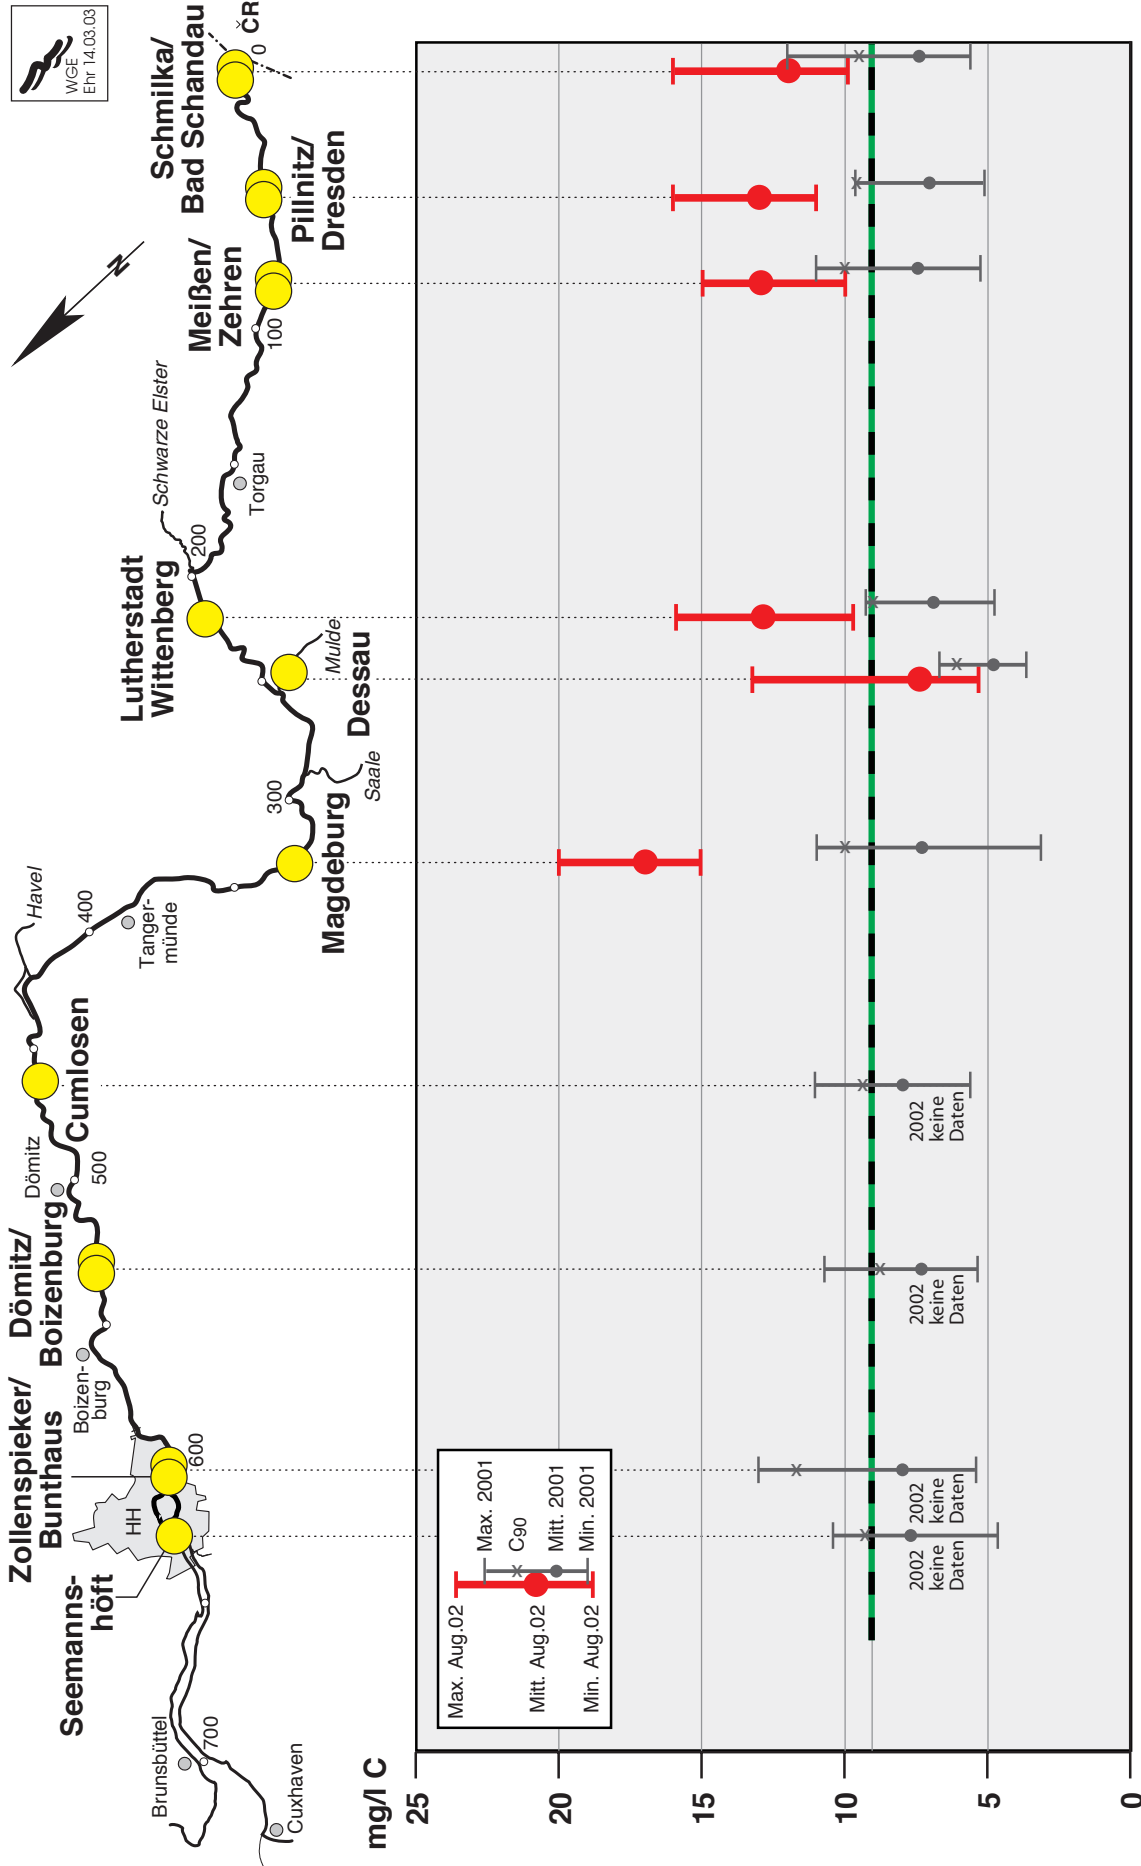 WGE
Ehr 14.03.03
Zollenspieker/
Bunthaus
Seemanns-
höft
Dömitz/
Boizenburg
Cumlosen
Magdeburg
Lutherstadt
Wittenberg
Dessau
Meißen/
Zehren
Pillnitz/
Dresden
Schmilka/
Bad Schandau
ČR
0
N
100
200
300
400
500
600
700
Brunsbüttel
Cuxhaven
HH
Boizen-
burg
Dömitz
Havel
Tanger-
münde
Saale
Mulde
Schwarze Elster
Torgau
mg/l C
25
20
15
10
5
0
Max. Aug.02
Mitt. Aug.02
Min. Aug.02
Max. 2001
C90
Mitt. 2001
Min. 2001
x
x
x
x
x
x
x
x
x
x
x
2002
keine
Daten
2002
keine
Daten
2002
keine
Daten
2002
keine
Daten